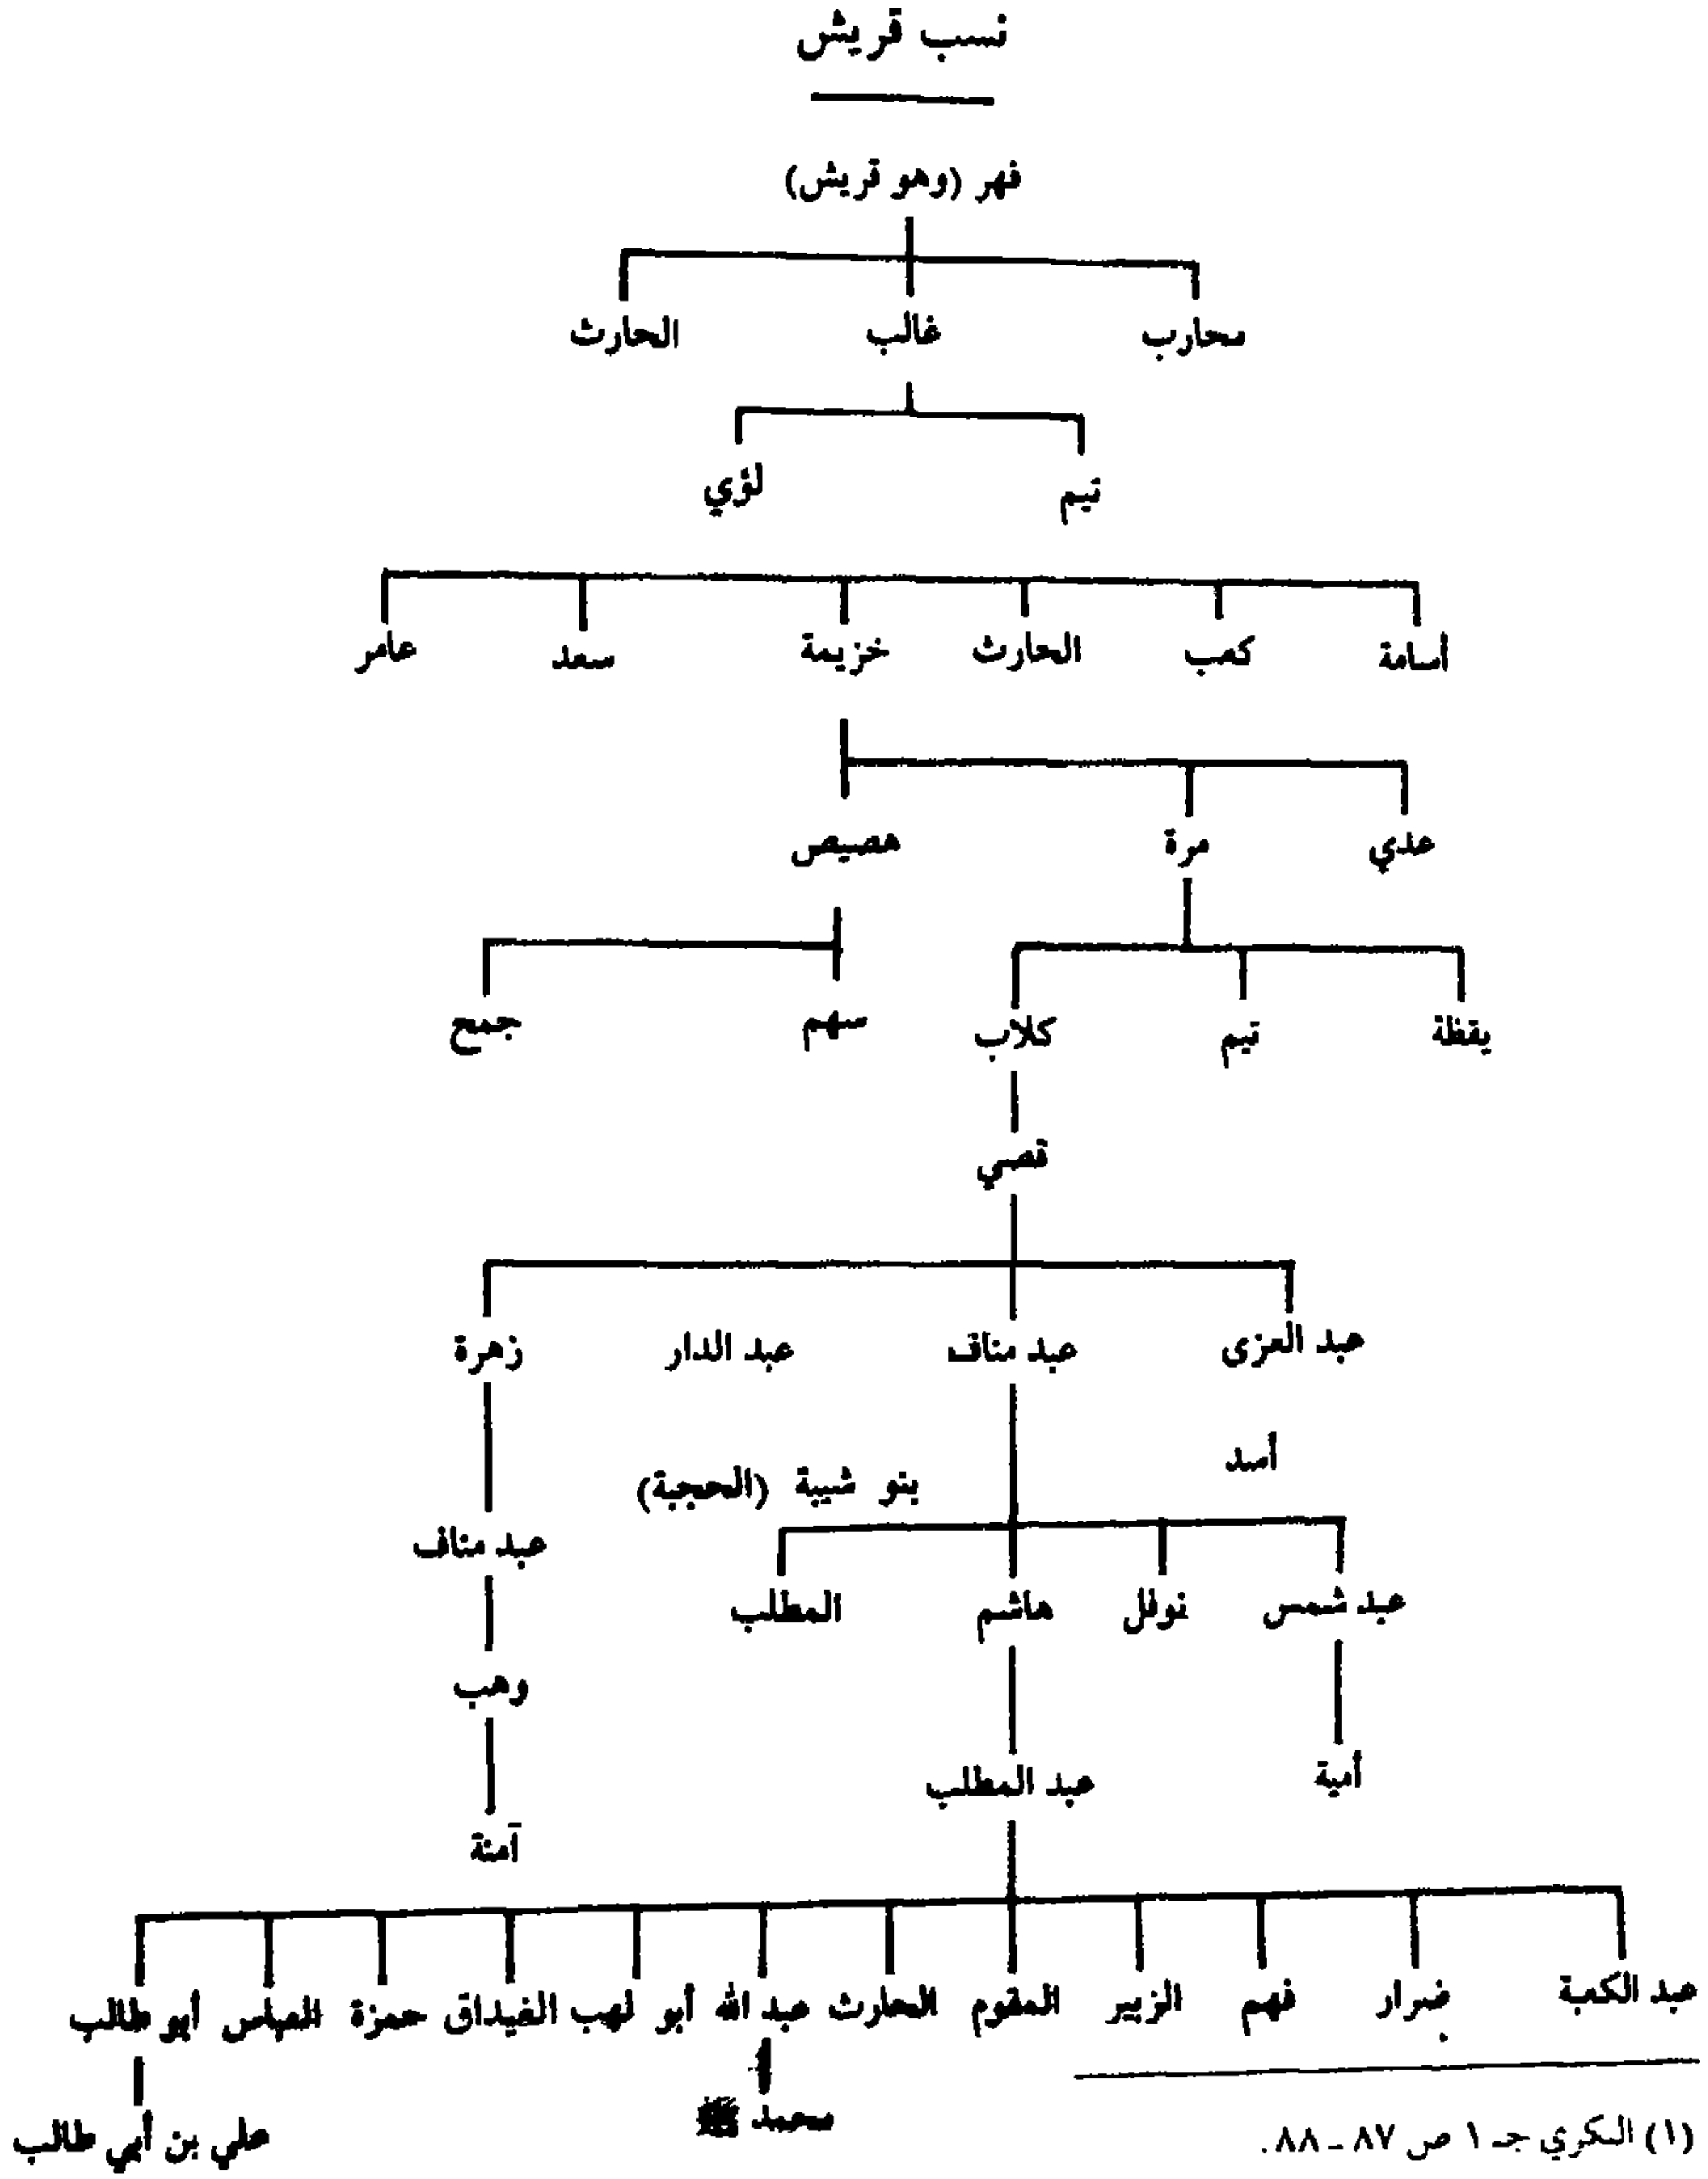 نسب قريش
فهر (وهو قريش)
محارب غالب الحارث
تيم لؤي
أسامة كعب الحارث خزيمة سعد عامر
عدي مرة هصيص
يقظة تيم كلاب سهم جمح
قصي
عبد العزى عبد مناف عبد الدار زهرة
أسد
بنو شيبة (الحجبة)
عبد مناف
عبد شمس نوفل هاشم المطلب
وهب
أمية
عبد المطلب
آمنة
عبد الكعبة ضرار فهم الزبير المقوم الحارث عبد الله أبو لهب الغيداق حمزة العباس أبو طالب
محمد ﷺ
علي بن أبي طالب
(١) البكري جـ ١ ص ٨٧ ـ ٨٨.